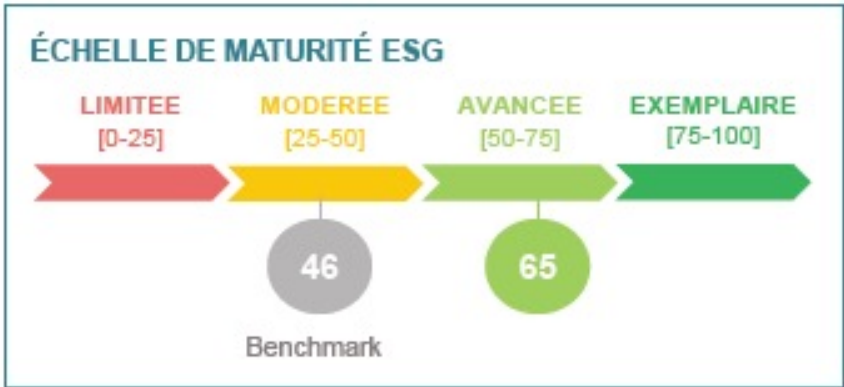 ÉCHELLE DE MATURITÉ ESG
LIMITEE MODEREE AVANCEE EXEMPLAIRE
[0-25] [25-50] [50-75] [75-100]
46 65
Benchmark